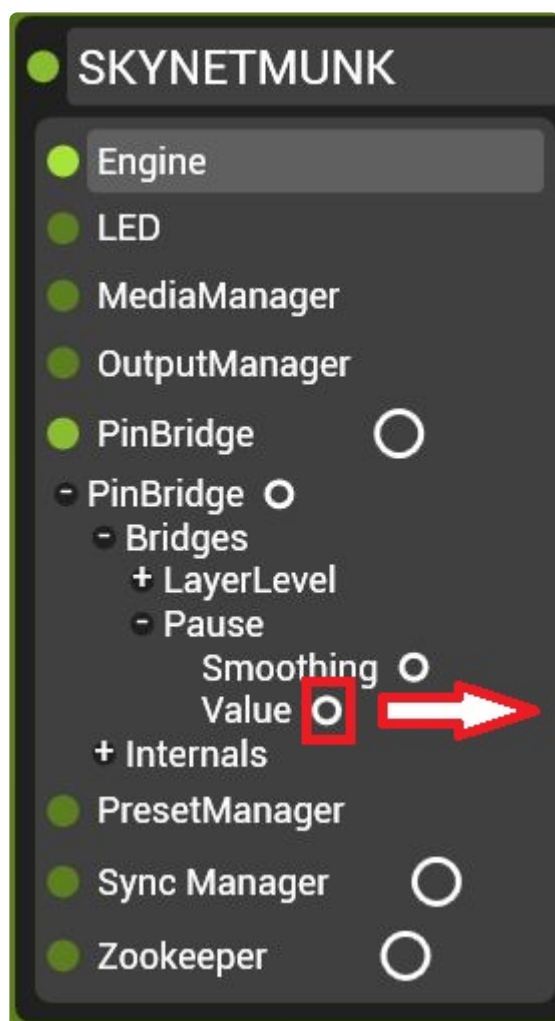 SKYNETMUNK
Engine
LED
MediaManager
OutputManager
PinBridge
- PinBridge
- Bridges
+ LayerLevel
- Pause
Smoothing
Value
+ Internals
PresetManager
Sync Manager
Zookeeper